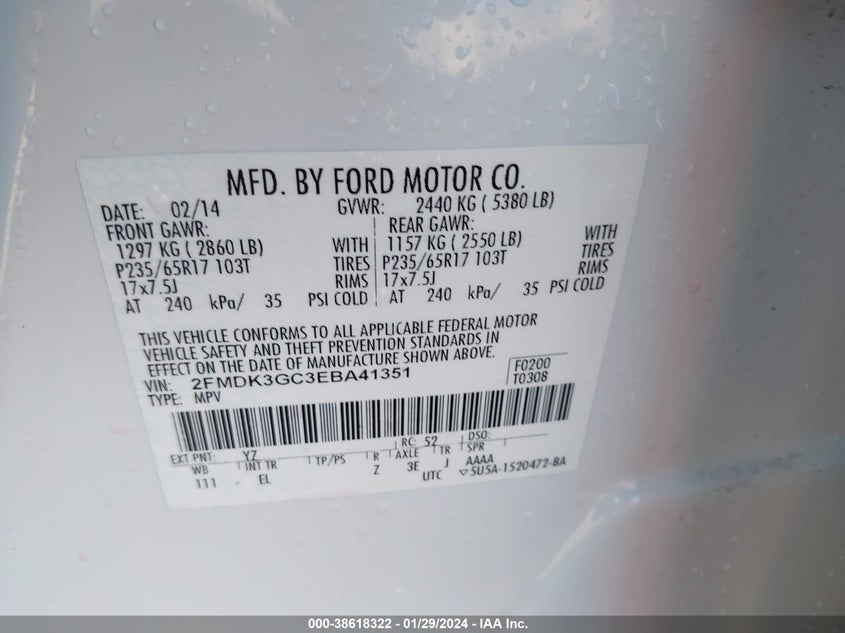 MFD. BY FORD MOTOR CO.
DATE: 02/14 GVWR: 2440 KG ( 5380 LB)
FRONT GAWR: REAR GAWR:
1297 KG ( 2860 LB) WITH 1157 KG ( 2550 LB) WITH
P235/65R17 103T TIRES P235/65R17 103T TIRES
17x7.5J RIMS 17x7.5J RIMS
AT 240 kPa/ 35 PSI COLD AT 240 kPa/ 35 PSI COLD
THIS VEHICLE CONFORMS TO ALL APPLICABLE FEDERAL MOTOR
VEHICLE SAFETY AND THEFT PREVENTION STANDARDS IN
EFFECT ON THE DATE OF MANUFACTURE SHOWN ABOVE.
VIN: 2FMDK3GC3EBA41351 F0200
TYPE: MPV T0308
EXT PNT: YZ RC: 52 DSO:
WB INT TR TP/PS R AXLE TR SPR
111 EL Z 3E J AAAA
UTC ▽5U5A-1520472-BA
000-38618322 - 01/29/2024 - IAA Inc.